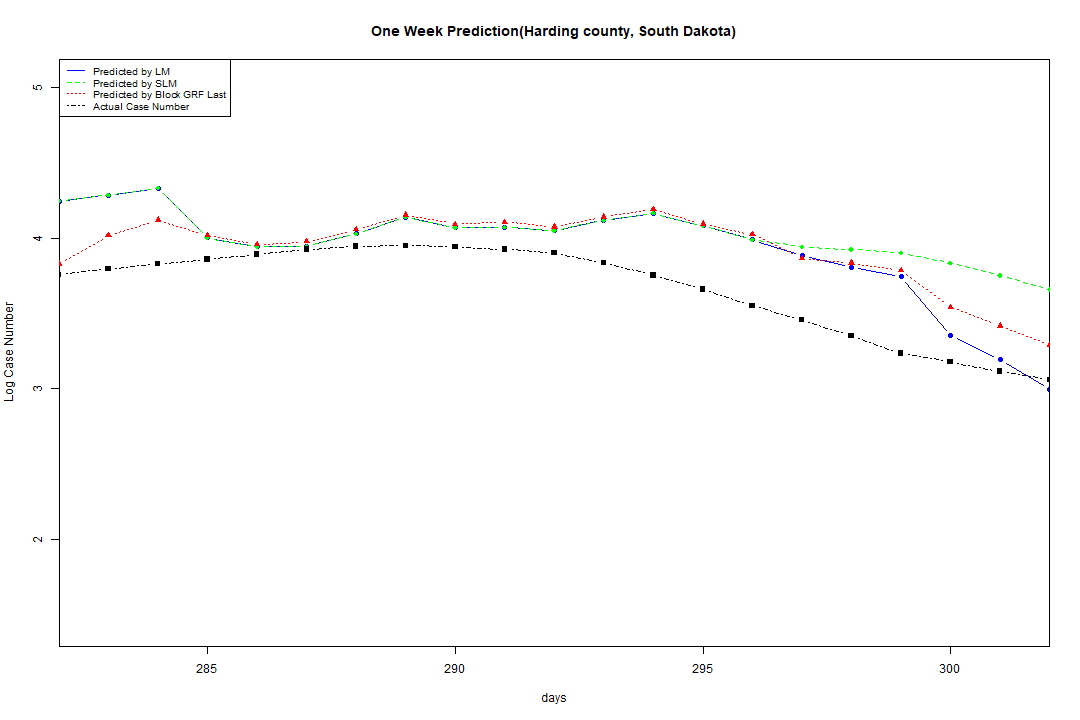 One Week Prediction(Harding county, South Dakota)
Predicted by LM
Predicted by SLM
Predicted by Block GRF Last
Actual Case Number
5
4
3
2
Log Case Number
285 290 295 300
days